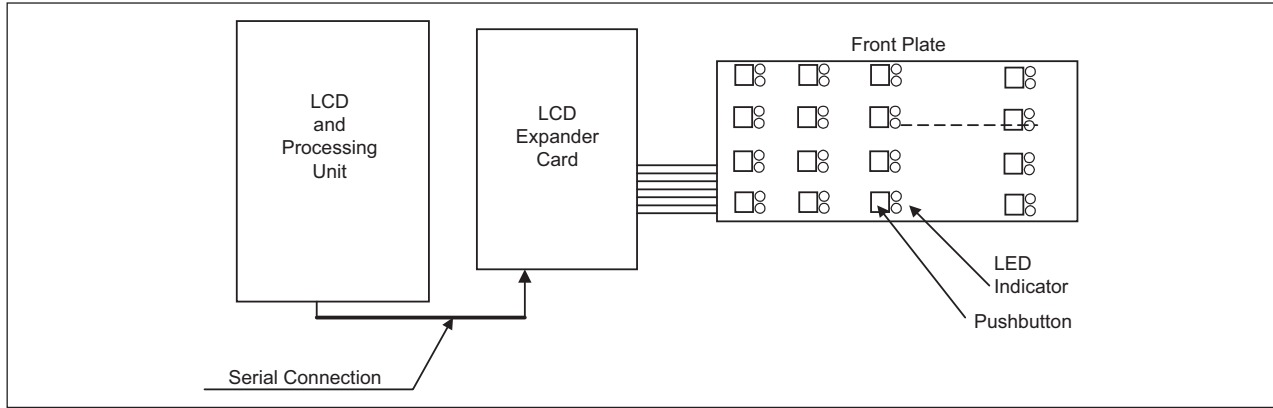 LCD
and
Processing
Unit
LCD
Expander
Card
Front Plate
LED
Indicator
Pushbutton
Serial Connection